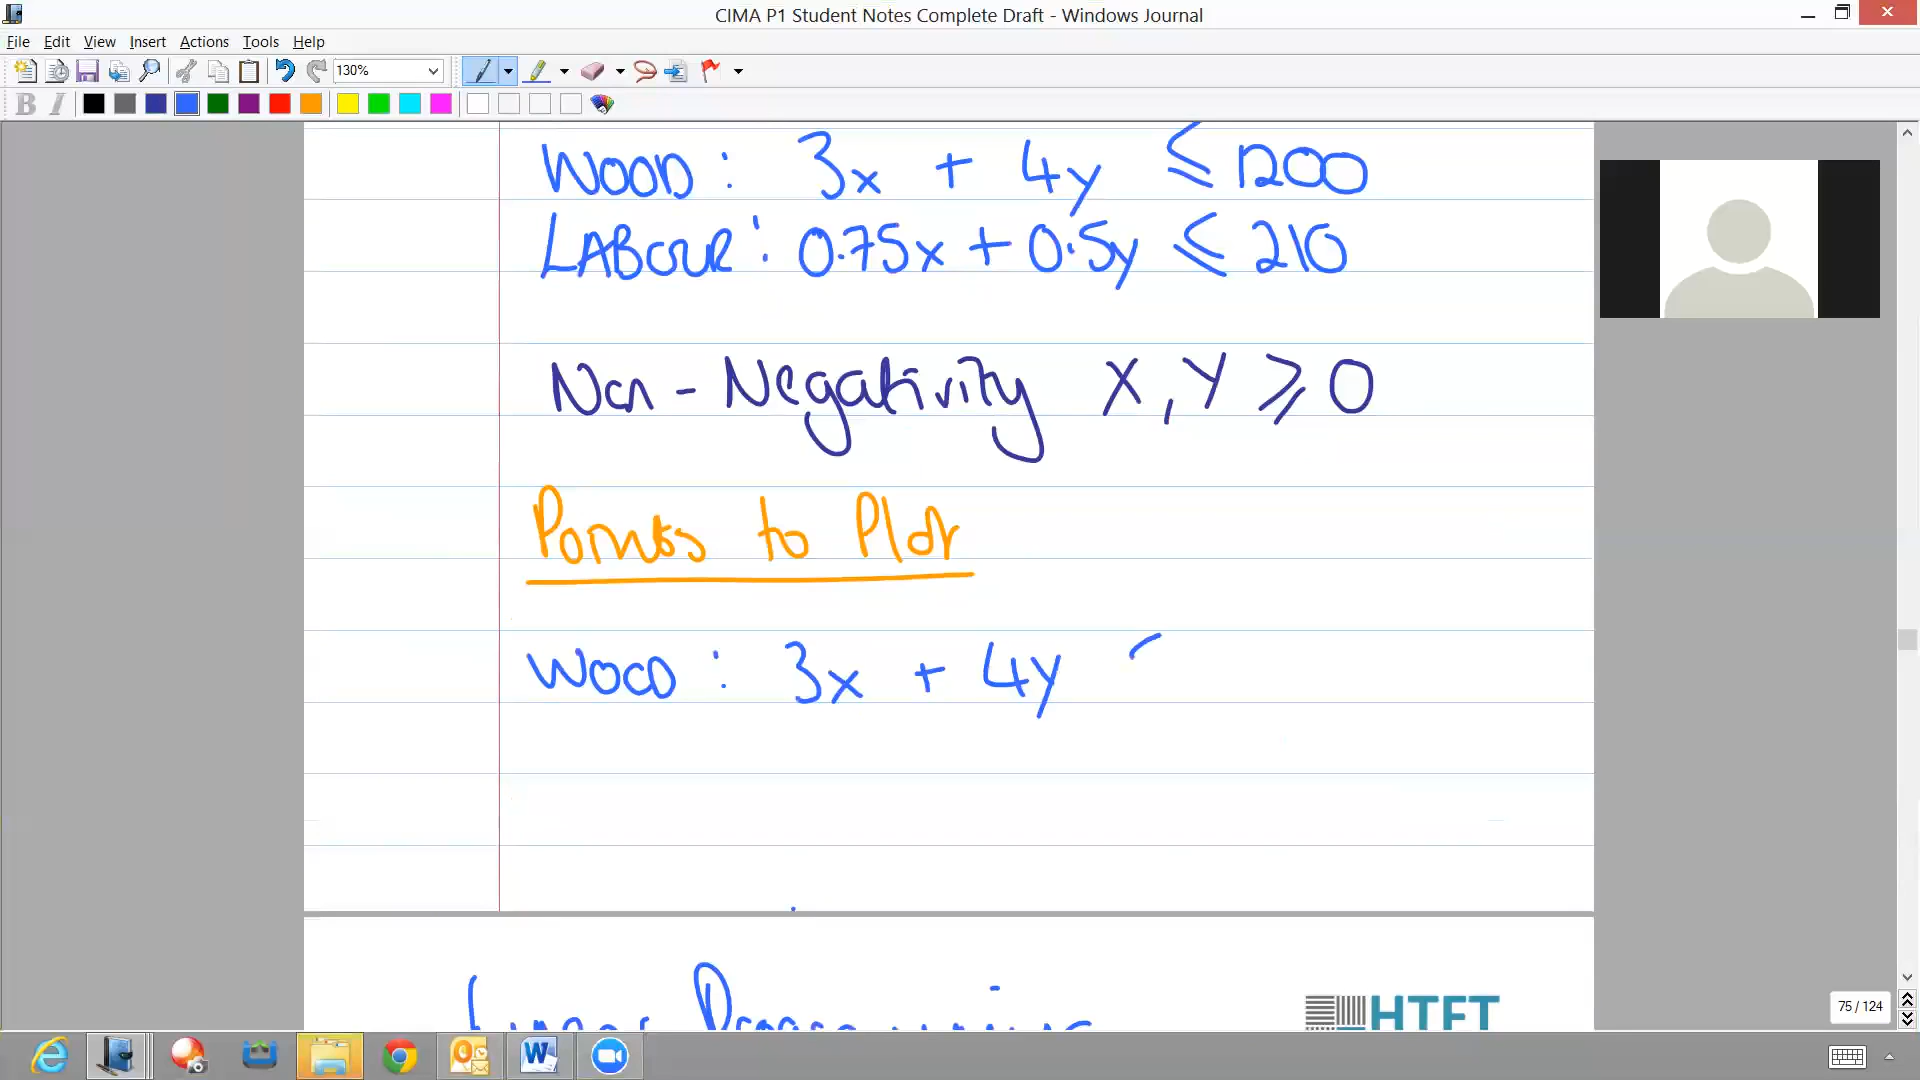 CIMA P1 Student Notes Complete Draft - Windows Journal
File Edit View Insert Actions Tools Help
130%
B I
WOOD : 3x + 4y ≤ 1200
LABOUR : 0.75x + 0.5y ≤ 210
Non - Negativity X, Y ≥ 0
Points to Plot
WOOD : 3x + 4y
75 / 124
Linear Programming
HTFT